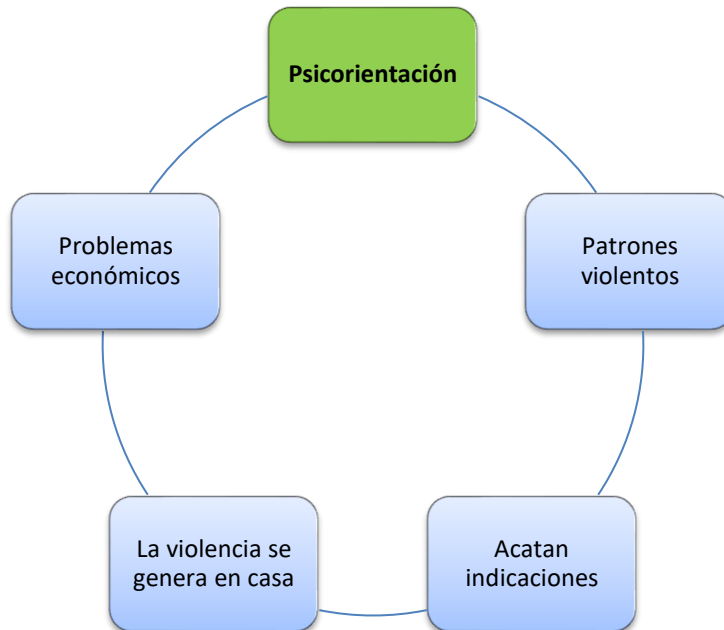 Psicorientación
Problemas
económicos
Patrones
violentos
La violencia se
genera en casa
Acatan
indicaciones